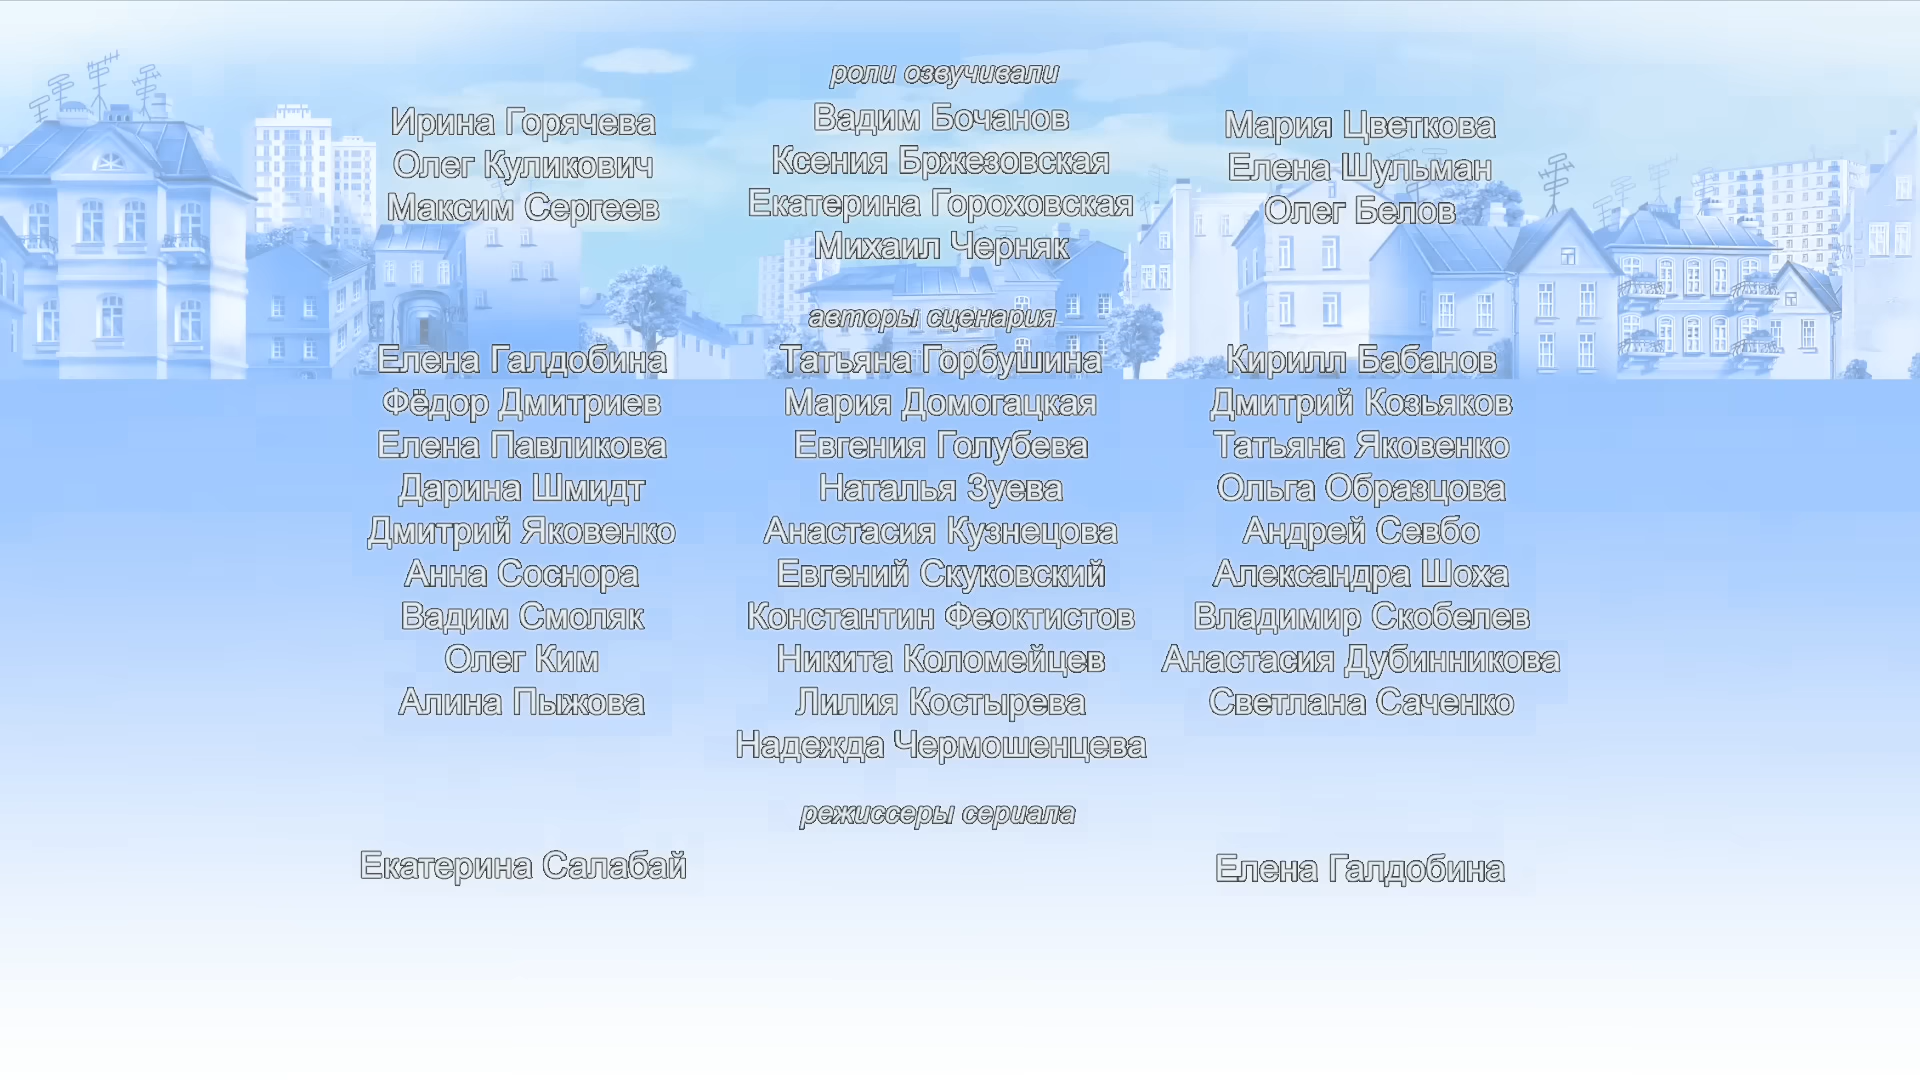 роли озвучивали
Ирина Горячева Вадим Бочанов Мария Цветкова
Олег Куликович Ксения Бржезовская Елена Шульман
Максим Сергеев Екатерина Гороховская Олег Белов
Михаил Черняк
авторы сценария
Елена Галдобина Татьяна Горбушина Кирилл Бабанов
Фёдор Дмитриев Мария Домогацкая Дмитрий Козьяков
Елена Павликова Евгения Голубева Татьяна Яковенко
Дарина Шмидт Наталья Зуева Ольга Образцова
Дмитрий Яковенко Анастасия Кузнецова Андрей Севбо
Анна Соснора Евгений Скуковский Александра Шоха
Вадим Смоляк Константин Феоктистов Владимир Скобелев
Олег Ким Никита Коломейцев Анастасия Дубинникова
Алина Пыжова Лилия Костырева Светлана Саченко
Надежда Чермошенцева
режиссеры сериала
Екатерина Салабай Елена Галдобина